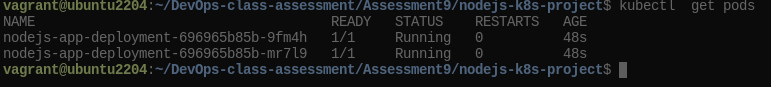 vagrant@ubuntu2204:~/DevOps-class-assessment/Assessment9/nodejs-k8s-project$ kubectl  get pods
NAME                                 READY   STATUS    RESTARTS   AGE
nodejs-app-deployment-696965b85b-9fm4h   1/1     Running   0          48s
nodejs-app-deployment-696965b85b-mr7l9   1/1     Running   0          48s
vagrant@ubuntu2204:~/DevOps-class-assessment/Assessment9/nodejs-k8s-project$